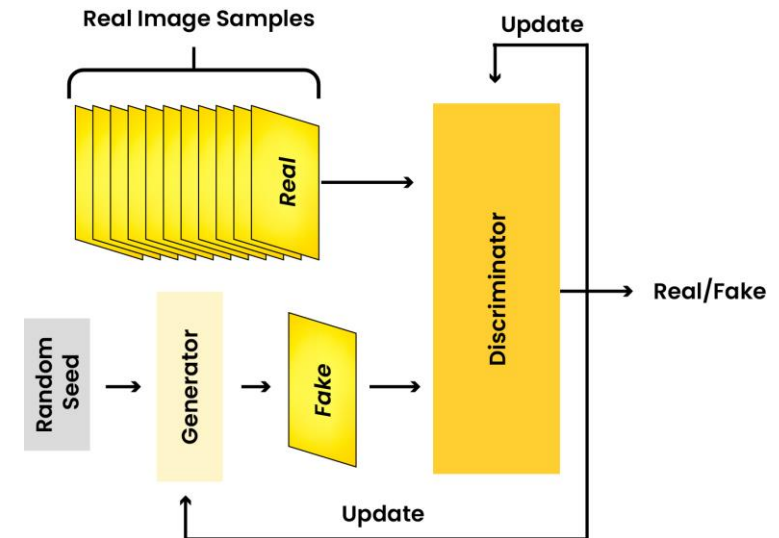 Real Image Samples
Update
Real
Discriminator
Real/Fake
Random
Seed
Generator
Fake
Update